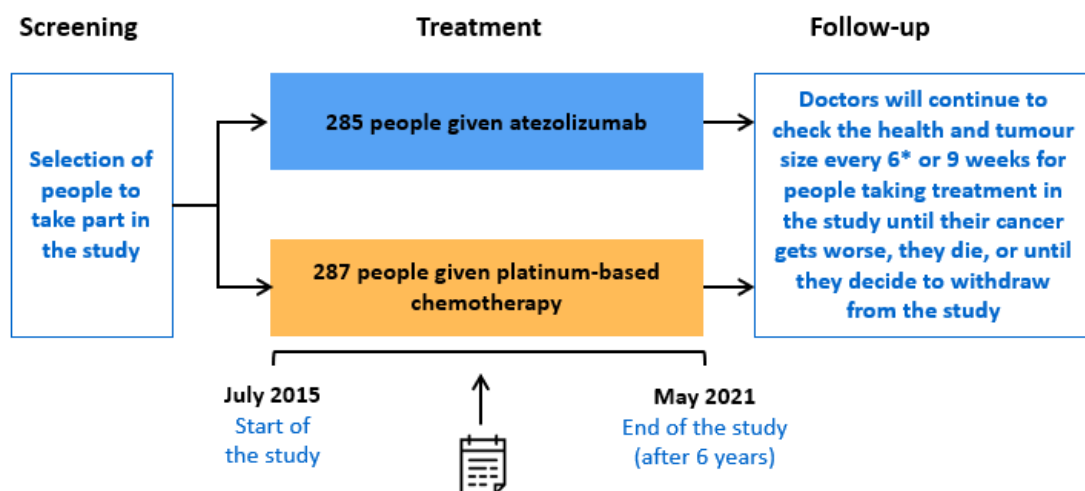 Screening
Treatment
Follow-up
Selection of
people to
take part in
the study
285 people given atezolizumab
287 people given platinum-based
chemotherapy
Doctors will continue to
check the health and tumour
size every 6* or 9 weeks for
people taking treatment in
the study until their cancer
gets worse, they die, or until
they decide to withdraw
from the study
July 2015
Start of
the study
May 2021
End of the study
(after 6 years)